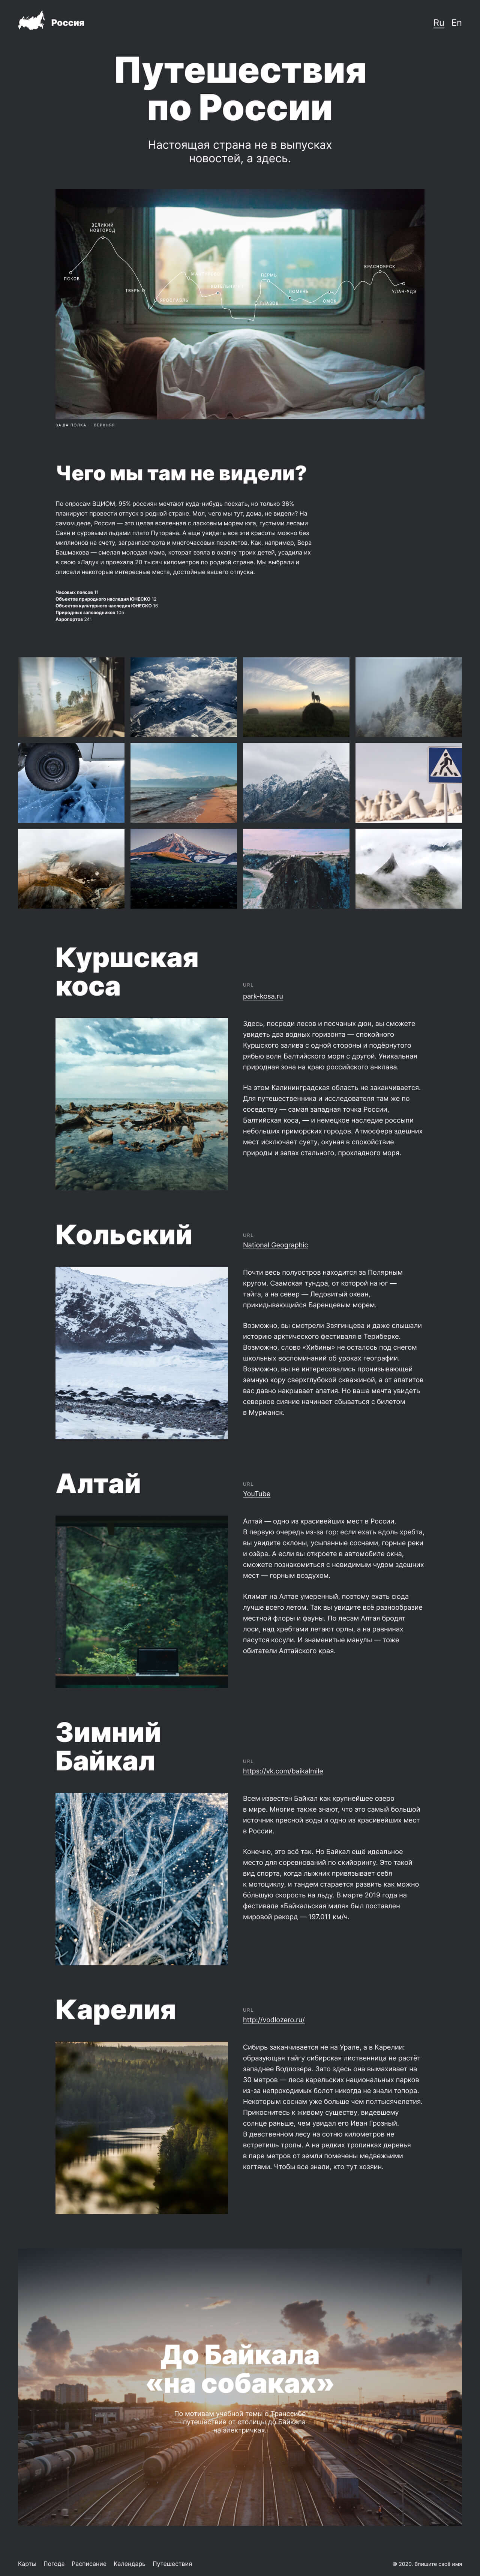 Россия
Ru En
Путешествия
по России
Настоящая страна не в выпусках
новостей, а здесь.
ВЕЛИКИЙ
НОВГОРОД
ПСКОВ
ТВЕРЬ
ПЕРМЬ
ТЮМЕНЬ
ОМСК
КРАСНОЯРСК
УЛАН-УДЭ
ВАША ПОЛКА — ВЕРХНЯЯ
Чего мы там не видели?
По опросам ВЦИОМ, 95% россиян мечтают куда-нибудь поехать, но только 36%
планируют провести отпуск в родной стране. Мол, чего мы тут, дома, не видели? На
самом деле, Россия — это целая вселенная с ласковым морем юга, густыми лесами
Саян и суровыми льдами плато Путорана. А ещё увидеть все эти красоты можно без
миллионов на счету, загранпаспорта и многочасовых перелетов. Как, например, Вера
Башмакова — смелая молодая мама, которая взяла в охапку троих детей, усадила их
в свою «Ладу» и проехала 20 тысяч километров по родной стране. Мы выбрали и
описали некоторые интересные места, достойные вашего отпуска.
Часовых поясов 11
Объектов природного наследия ЮНЕСКО 12
Объектов культурного наследия ЮНЕСКО 16
Природных заповедников 105
Аэропортов 241
Куршская
коса
URL
park-kosa.ru
Здесь, посреди лесов и песчаных дюн, вы сможете
увидеть два водных горизонта — спокойного
Куршского залива с одной стороны и подёрнутого
рябью волн Балтийского моря с другой. Уникальная
природная зона на краю российского анклава.
На этом Калининградская область не заканчивается.
Для путешественника и исследователя там же по
соседству — самая западная точка России,
Балтийская коса, — и немецкое наследие россыпи
небольших приморских городов. Атмосфера здешних
мест исключает суету, окуная в спокойствие
природы и запах стального, прохладного моря.
Кольский
URL
National Geographic
Почти весь полуостров находится за Полярным
кругом. Саамская тундра, от которой на юг —
тайга, а на север — Ледовитый океан,
прикидывающийся Баренцевым морем.
Возможно, вы смотрели Звягинцева и даже слышали
историю арктического фестиваля в Териберке.
Возможно, слово «Хибины» не осталось под снегом
школьных воспоминаний об уроках географии.
Возможно, вы не интересовались пронизывающей
земную кору сверхглубокой скважиной, а от апатитов
вас давно накрывает апатия. Но ваша мечта увидеть
северное сияние начинает сбываться с билетом
в Мурманск.
Алтай
URL
YouTube
Алтай — одно из красивейших мест в России.
В первую очередь из-за гор: если ехать вдоль хребта,
вы увидите склоны, усыпанные соснами, горные реки
и озёра. А если вы откроете в автомобиле окна,
сможете познакомиться с невидимым чудом здешних
мест — горным воздухом.
Климат на Алтае умеренный, поэтому ехать сюда
лучше всего летом. Так вы увидите всё разнообразие
местной флоры и фауны. По лесам Алтая бродят
лоси, над хребтами летают орлы, а на равнинах
пасутся косули. И знаменитые манулы — тоже
обитатели Алтайского края.
Зимний
Байкал
URL
https://vk.com/baikalmile
Всем известен Байкал как крупнейшее озеро
в мире. Многие также знают, что это самый большой
источник пресной воды и одно из красивейших мест
в России.
Конечно, это всё так. Но Байкал ещё идеальное
место для соревнований по скийорингу. Это такой
вид спорта, когда лыжник привязывает себя
к мотоциклу, и тандем старается развить как можно
бо́льшую скорость на льду. В марте 2019 года на
фестивале «Байкальская миля» был поставлен
мировой рекорд — 197.011 км/ч.
Карелия
URL
http://vodlozero.ru/
Сибирь заканчивается не на Урале, а в Карелии:
образующая тайгу сибирская лиственница не растёт
западнее Водлозера. Зато здесь она вымахивает на
30 метров — леса карельских национальных парков
из-за непроходимых болот никогда не знали топора.
Некоторым соснам уже больше чем полтысячелетия.
Прикоснитесь к живому существу, видевшему
солнце раньше, чем увидал его Иван Грозный.
В девственном лесу на сотню километров не
встретишь тропы. А на редких тропинках деревья
в паре метров от земли помечены медвежьими
когтями. Чтобы все знали, кто тут хозяин.
До Байкала
«на собаках»
По мотивам учебной темы о Транссибе
— путешествие от столицы до Байкала
на электричках.
Карты Погода Расписание Календарь Путешествия
© 2020. Впишите своё имя